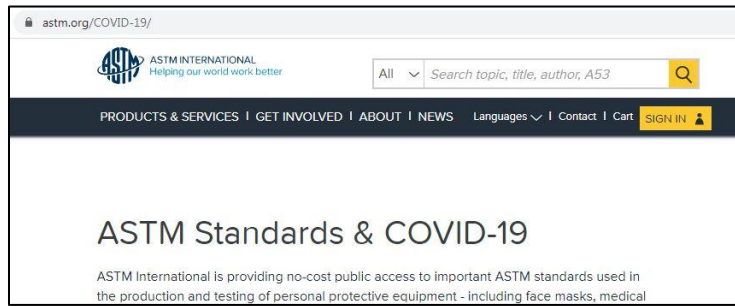 astm.org/COVID-19/
ASTM
ASTM INTERNATIONAL
Helping our world work better
All Search topic, title, author, A53
PRODUCTS & SERVICES | GET INVOLVED | ABOUT | NEWS Languages | Contact | Cart SIGN IN
ASTM Standards & COVID-19
ASTM International is providing no-cost public access to important ASTM standards used in
the production and testing of personal protective equipment - including face masks, medical